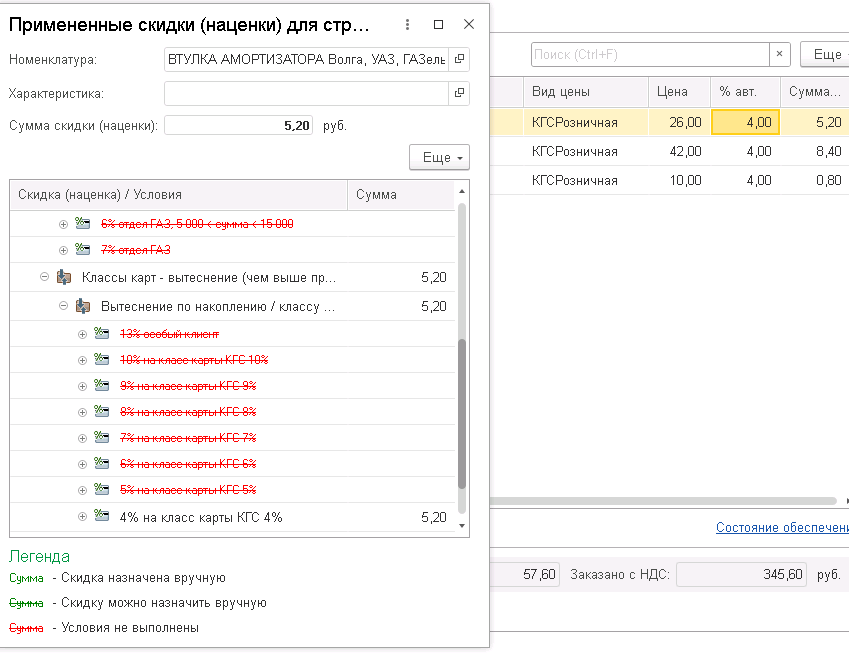 Примененные скидки (наценки) для стр...
Номенклатура:
ВТУЛКА АМОРТИЗАТОРА Волга, УАЗ, ГАЗель
Характеристика:
Сумма скидки (наценки):
5,20
руб.
Еще
Скидка (наценка) / Условия
Сумма
6% отдел ГАЗ, 5 000 < сумма < 15 000
7% отдел ГАЗ
Классы карт - вытеснение (чем выше пр...
5,20
Вытеснение по накоплению / классу ...
5,20
13% особый клиент
10% на класс карты КГС 10%
9% на класс карты КГС 9%
8% на класс карты КГС 8%
7% на класс карты КГС 7%
6% на класс карты КГС 6%
5% на класс карты КГС 5%
4% на класс карты КГС 4%
5,20
Легенда
Сумма - Скидка назначена вручную
Сумма - Скидку можно назначить вручную
Сумма - Условия не выполнены
Поиск (Ctrl+F)
×
Еще
Вид цены
Цена
% авт.
Сумма...
КГСРозничная
26,00
4,00
5,20
КГСРозничная
42,00
4,00
8,40
КГСРозничная
10,00
4,00
0,80
Состояние обеспечени
57,60
Заказано с НДС:
345,60
руб.